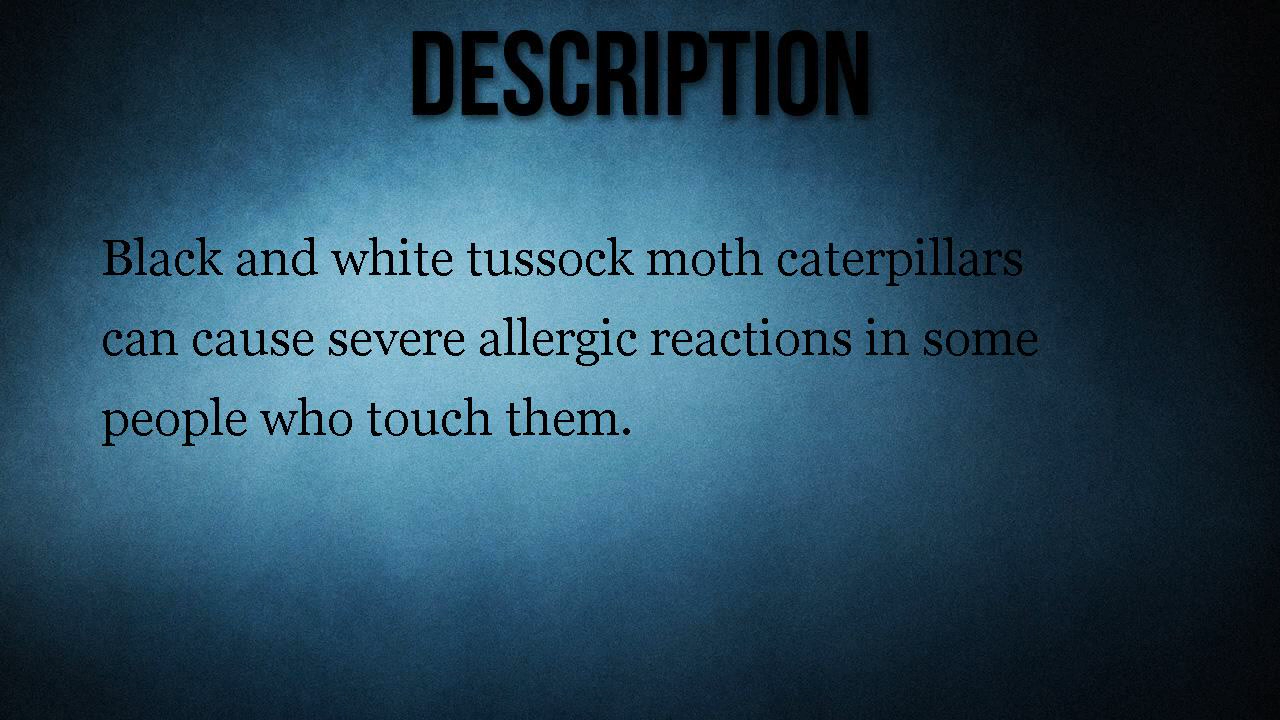 DESCRIPTION
Black and white tussock moth caterpillars
can cause severe allergic reactions in some
people who touch them.